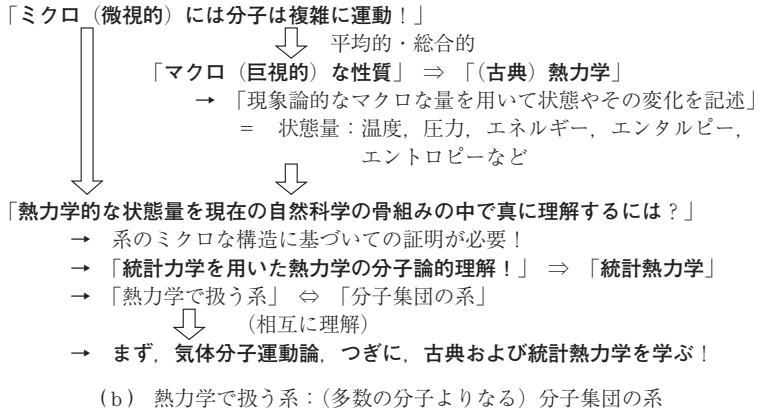 「ミクロ（微視的）には分子は複雑に運動！」
平均的・総合的
「マクロ（巨視的）な性質」 ⇒ 「（古典）熱力学」
→ 「現象論的なマクロな量を用いて状態やその変化を記述」
= 状態量：温度，圧力，エネルギー，エンタルピー，
エントロピーなど
「熱力学的な状態量を現在の自然科学の骨組みの中で真に理解するには？」
→ 系のミクロな構造に基づいての証明が必要！
→ 「統計力学を用いた熱力学の分子論的理解！」 ⇒ 「統計熱力学」
→ 「熱力学で扱う系」 ⇔ 「分子集団の系」
（相互に理解）
→ まず，気体分子運動論，つぎに，古典および統計熱力学を学ぶ！
(b) 熱力学で扱う系：（多数の分子よりなる）分子集団の系